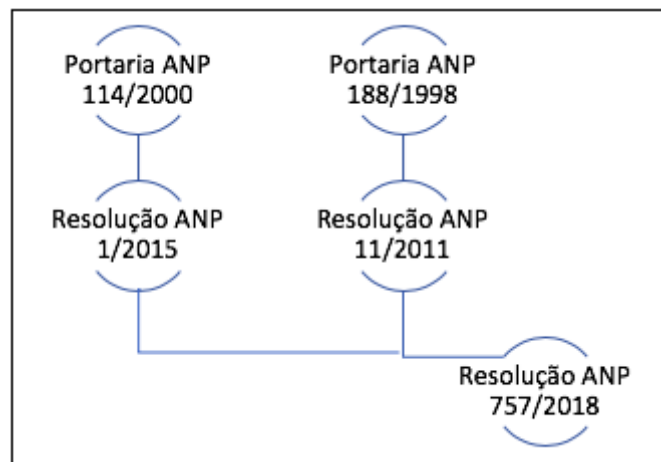 Portaria ANP
114/2000
Portaria ANP
188/1998
Resolução ANP
1/2015
Resolução ANP
11/2011
Resolução ANP
757/2018